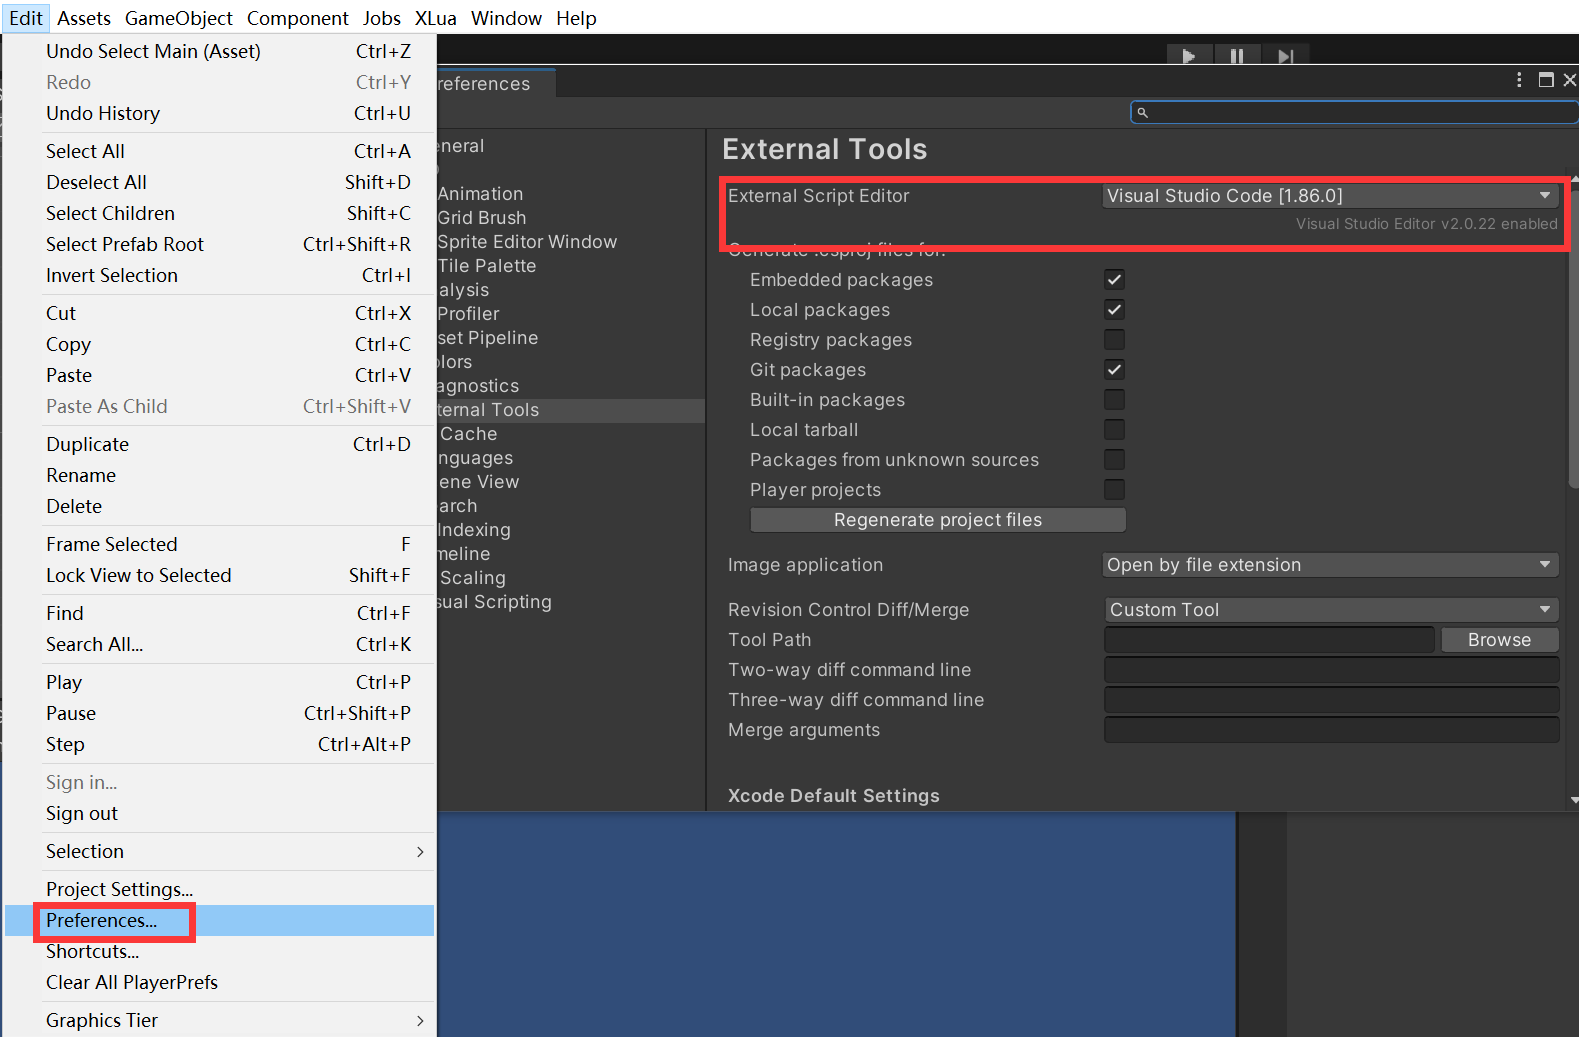 Edit Assets GameObject Component Jobs XLua Window Help
Undo Select Main (Asset) Ctrl+Z
Redo Ctrl+Y
Undo History Ctrl+U
Select All Ctrl+A
Deselect All Shift+D
Select Children Shift+C
Select Prefab Root Ctrl+Shift+R
Invert Selection Ctrl+I
Cut Ctrl+X
Copy Ctrl+C
Paste Ctrl+V
Paste As Child Ctrl+Shift+V
Duplicate Ctrl+D
Rename
Delete
Frame Selected F
Lock View to Selected Shift+F
Find Ctrl+F
Search All... Ctrl+K
Play Ctrl+P
Pause Ctrl+Shift+P
Step Ctrl+Alt+P
Sign in...
Sign out
Selection
Project Settings...
Preferences...
Shortcuts...
Clear All PlayerPrefs
Graphics Tier
references
neral
Animation
Grid Brush
Sprite Editor Window
Tile Palette
alysis
Profiler
set Pipeline
lors
agnostics
ternal Tools
Cache
nguages
ene View
arch
Indexing
meline
Scaling
sual Scripting
External Tools
External Script Editor Visual Studio Code [1.86.0]
Visual Studio Editor v2.0.22 enabled
Generate .csproj files for:
Embedded packages
Local packages
Registry packages
Git packages
Built-in packages
Local tarball
Packages from unknown sources
Player projects
Regenerate project files
Image application Open by file extension
Revision Control Diff/Merge Custom Tool
Tool Path Browse
Two-way diff command line
Three-way diff command line
Merge arguments
Xcode Default Settings